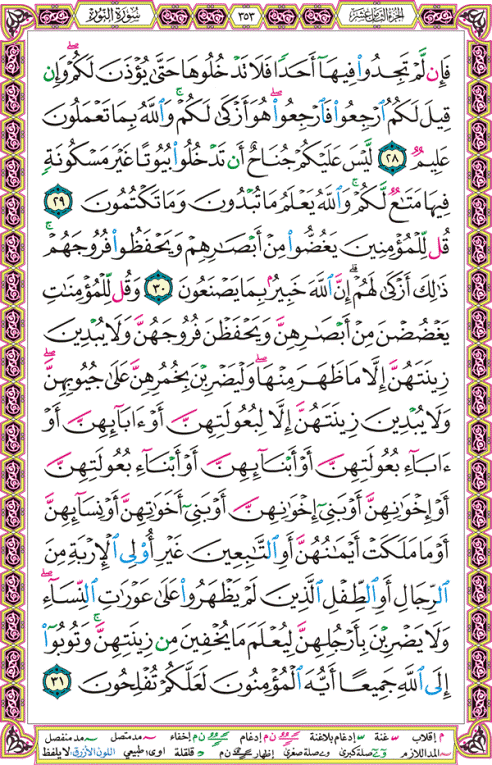 الجزء الثامن عشر ٣٥٣ سورة النور
فَإِن لَّمْ تَجِدُوا۟ فِيهَآ أَحَدًا فَلَا تَدْخُلُوهَا حَتَّىٰ يُؤْذَنَ لَكُمْ ۖ وَإِن
قِيلَ لَكُمُ ٱرْجِعُوا۟ فَٱرْجِعُوا۟ ۖ هُوَ أَزْكَىٰ لَكُمْ ۚ وَٱللَّهُ بِمَا تَعْمَلُونَ
عَلِيمٌ ٢٨ لَّيْسَ عَلَيْكُمْ جُنَاحٌ أَن تَدْخُلُوا۟ بُيُوتًا غَيْرَ مَسْكُونَةٍ
فِيهَا مَتَٰعٌ لَّكُمْ ۚ وَٱللَّهُ يَعْلَمُ مَا تُبْدُونَ وَمَا تَكْتُمُونَ ٢٩
قُل لِّلْمُؤْمِنِينَ يَغُضُّوا۟ مِنْ أَبْصَٰرِهِمْ وَيَحْفَظُوا۟ فُرُوجَهُمْ ۚ
ذَٰلِكَ أَزْكَىٰ لَهُمْ ۗ إِنَّ ٱللَّهَ خَبِيرٌۢ بِمَا يَصْنَعُونَ ٣٠ وَقُل لِّلْمُؤْمِنَٰتِ
يَغْضُضْنَ مِنْ أَبْصَٰرِهِنَّ وَيَحْفَظْنَ فُرُوجَهُنَّ وَلَا يُبْدِينَ
زِينَتَهُنَّ إِلَّا مَا ظَهَرَ مِنْهَا ۖ وَلْيَضْرِبْنَ بِخُمُرِهِنَّ عَلَىٰ جُيُوبِهِنَّ ۖ
وَلَا يُبْدِينَ زِينَتَهُنَّ إِلَّا لِبُعُولَتِهِنَّ أَوْ ءَابَآئِهِنَّ أَوْ
ءَابَآءِ بُعُولَتِهِنَّ أَوْ أَبْنَآئِهِنَّ أَوْ أَبْنَآءِ بُعُولَتِهِنَّ
أَوْ إِخْوَٰنِهِنَّ أَوْ بَنِىٓ إِخْوَٰنِهِنَّ أَوْ بَنِىٓ أَخَوَٰتِهِنَّ أَوْ نِسَآئِهِنَّ
أَوْ مَا مَلَكَتْ أَيْمَٰنُهُنَّ أَوِ ٱلتَّٰبِعِينَ غَيْرِ أُو۟لِى ٱلْإِرْبَةِ مِنَ
ٱلرِّجَالِ أَوِ ٱلطِّفْلِ ٱلَّذِينَ لَمْ يَظْهَرُوا۟ عَلَىٰ عَوْرَٰتِ ٱلنِّسَآءِ ۖ
وَلَا يَضْرِبْنَ بِأَرْجُلِهِنَّ لِيُعْلَمَ مَا يُخْفِينَ مِن زِينَتِهِنَّ ۚ وَتُوبُوٓا۟
إِلَى ٱللَّهِ جَمِيعًا أَيُّهَ ٱلْمُؤْمِنُونَ لَعَلَّكُمْ تُفْلِحُونَ ٣١
م إقلاب س غنة س إدغام بلاغنة ن م إدغام ن م إخفاء مد متصل مد منفصل
المد اللازم صلة كبرى صلة صغرى إظهار ن م قلقلة اوى: طبيعي اللون الأزرق: لا يلفظ